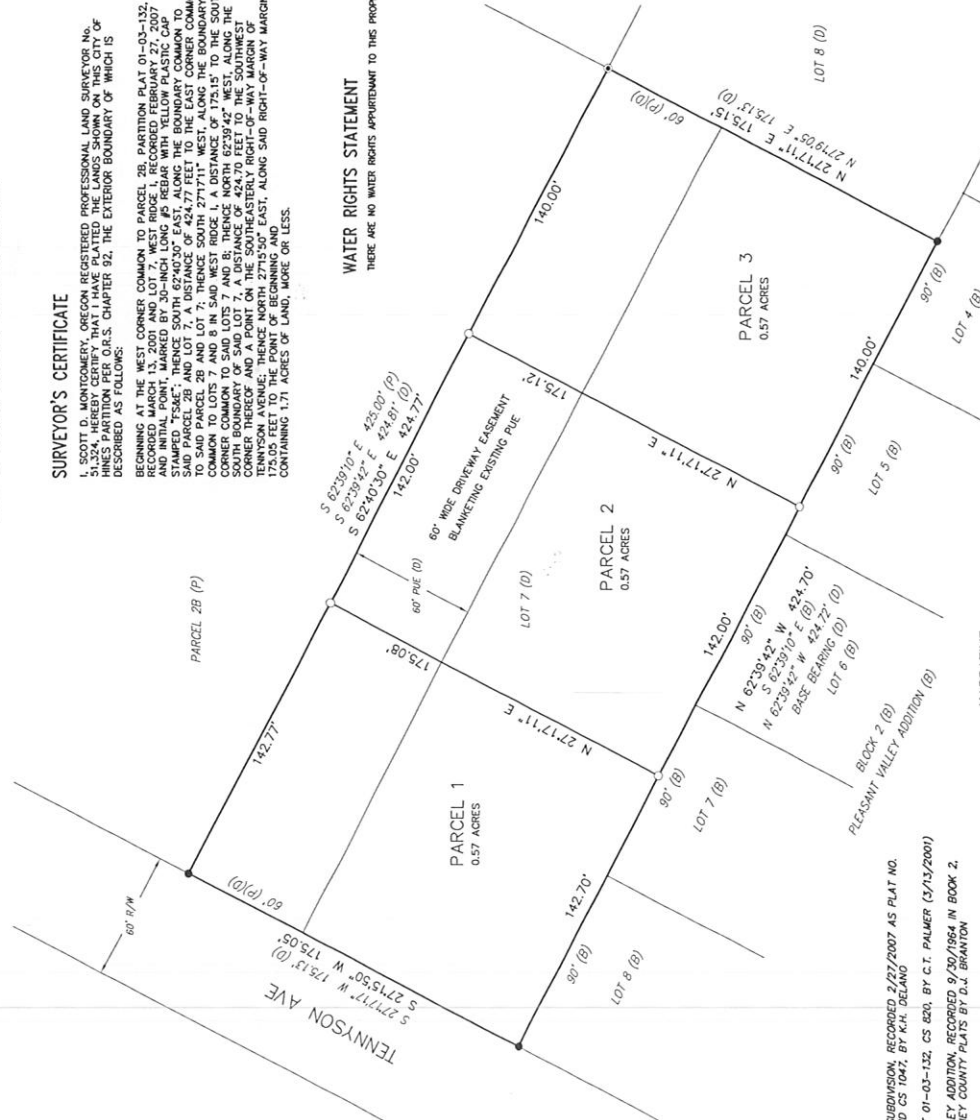 SURVEYOR'S CERTIFICATE
I, SCOTT D. MONTGOMERY, OREGON REGISTERED PROFESSIONAL LAND SURVEYOR No.
51,324, HEREBY CERTIFY THAT I HAVE PLATTED THE LANDS SHOWN ON THIS CITY OF
HINES PARTITION PER O.R.S. CHAPTER 92, THE EXTERIOR BOUNDARY OF WHICH IS
DESCRIBED AS FOLLOWS:
BEGINNING AT THE WEST CORNER COMMON TO PARCEL 2B, PARTITION PLAT 01-03-132,
RECORDED MARCH 13, 2001 AND LOT 7, WEST RIDGE I, RECORDED FEBRUARY 27, 2007
AND INITIAL POINT, MARKED BY 30-INCH LONG #5 REBAR WITH YELLOW PLASTIC CAP
STAMPED "FS&E"; THENCE SOUTH 62°40'30" EAST, ALONG THE BOUNDARY COMMON TO
SAID PARCEL 2B AND LOT 7, A DISTANCE OF 424.77 FEET TO THE EAST CORNER COMM
TO SAID PARCEL 2B AND LOT 7; THENCE SOUTH 27°17'11" WEST, ALONG THE BOUNDARY
COMMON TO LOTS 7 AND 8 IN SAID WEST RIDGE I, A DISTANCE OF 175.15' TO THE SOU
CORNER COMMON TO SAID LOTS 7 AND 8; THENCE NORTH 62°39'42" WEST, ALONG THE
SOUTH BOUNDARY OF SAID LOT 7, A DISTANCE OF 424.70 FEET TO THE SOUTHWEST
CORNER THEREOF AND A POINT ON THE SOUTHEASTERLY RIGHT-OF-WAY MARGIN OF
TENNYSON AVENUE; THENCE NORTH 27°15'50" EAST, ALONG SAID RIGHT-OF-WAY MARGI
175.05 FEET TO THE POINT OF BEGINNING AND
CONTAINING 1.71 ACRES OF LAND, MORE OR LESS.
WATER RIGHTS STATEMENT
THERE ARE NO WATER RIGHTS APPURTENANT TO THIS PROP
PARCEL 2B (P)
60' R/W
TENNYSON AVE
S 27°17'17" W 175.13' (D)
S 27°15'50" W 175.05'
60' (P)(D)
142.77'
S 62°39'10" E 425.00' (P)
S 62°39'42" E 424.81' (D)
S 62°40'30" E 424.77'
142.00'
140.00'
60' PUE (D)
60' WIDE DRIVEWAY EASEMENT
BLANKETING EXISTING PUE
175.08'
N 27°17'11" E
175.12'
N 27°17'11" E
60' (P)(D)
N 27°17'11" E 175.15'
N 27°19'05" E 175.13' (D)
LOT 8 (D)
PARCEL 1
0.57 ACRES
LOT 7 (D)
PARCEL 2
0.57 ACRES
PARCEL 3
0.57 ACRES
142.70'
142.00'
140.00'
90' (B)
LOT 8 (B)
90' (B)
LOT 7 (B)
90' (B)
N 62°39'42" W 424.70'
S 62°39'10" E (B)
N 62°39'42" W 424.72' (D)
BASE BEARING (D)
LOT 6 (B)
90' (B)
LOT 5 (B)
90' (B)
LOT 4 (B)
BLOCK 2 (B)
PLEASANT VALLEY ADDITION (B)
UBDIVISION, RECORDED 2/27/2007 AS PLAT NO.
D CS 1047, BY K.H. DELANO
01-03-132, CS 820, BY C.T. PALMER (3/13/2001)
EY ADDITION, RECORDED 9/30/1964 IN BOOK 2,
EY COUNTY PLATS BY D.J. BRANTON